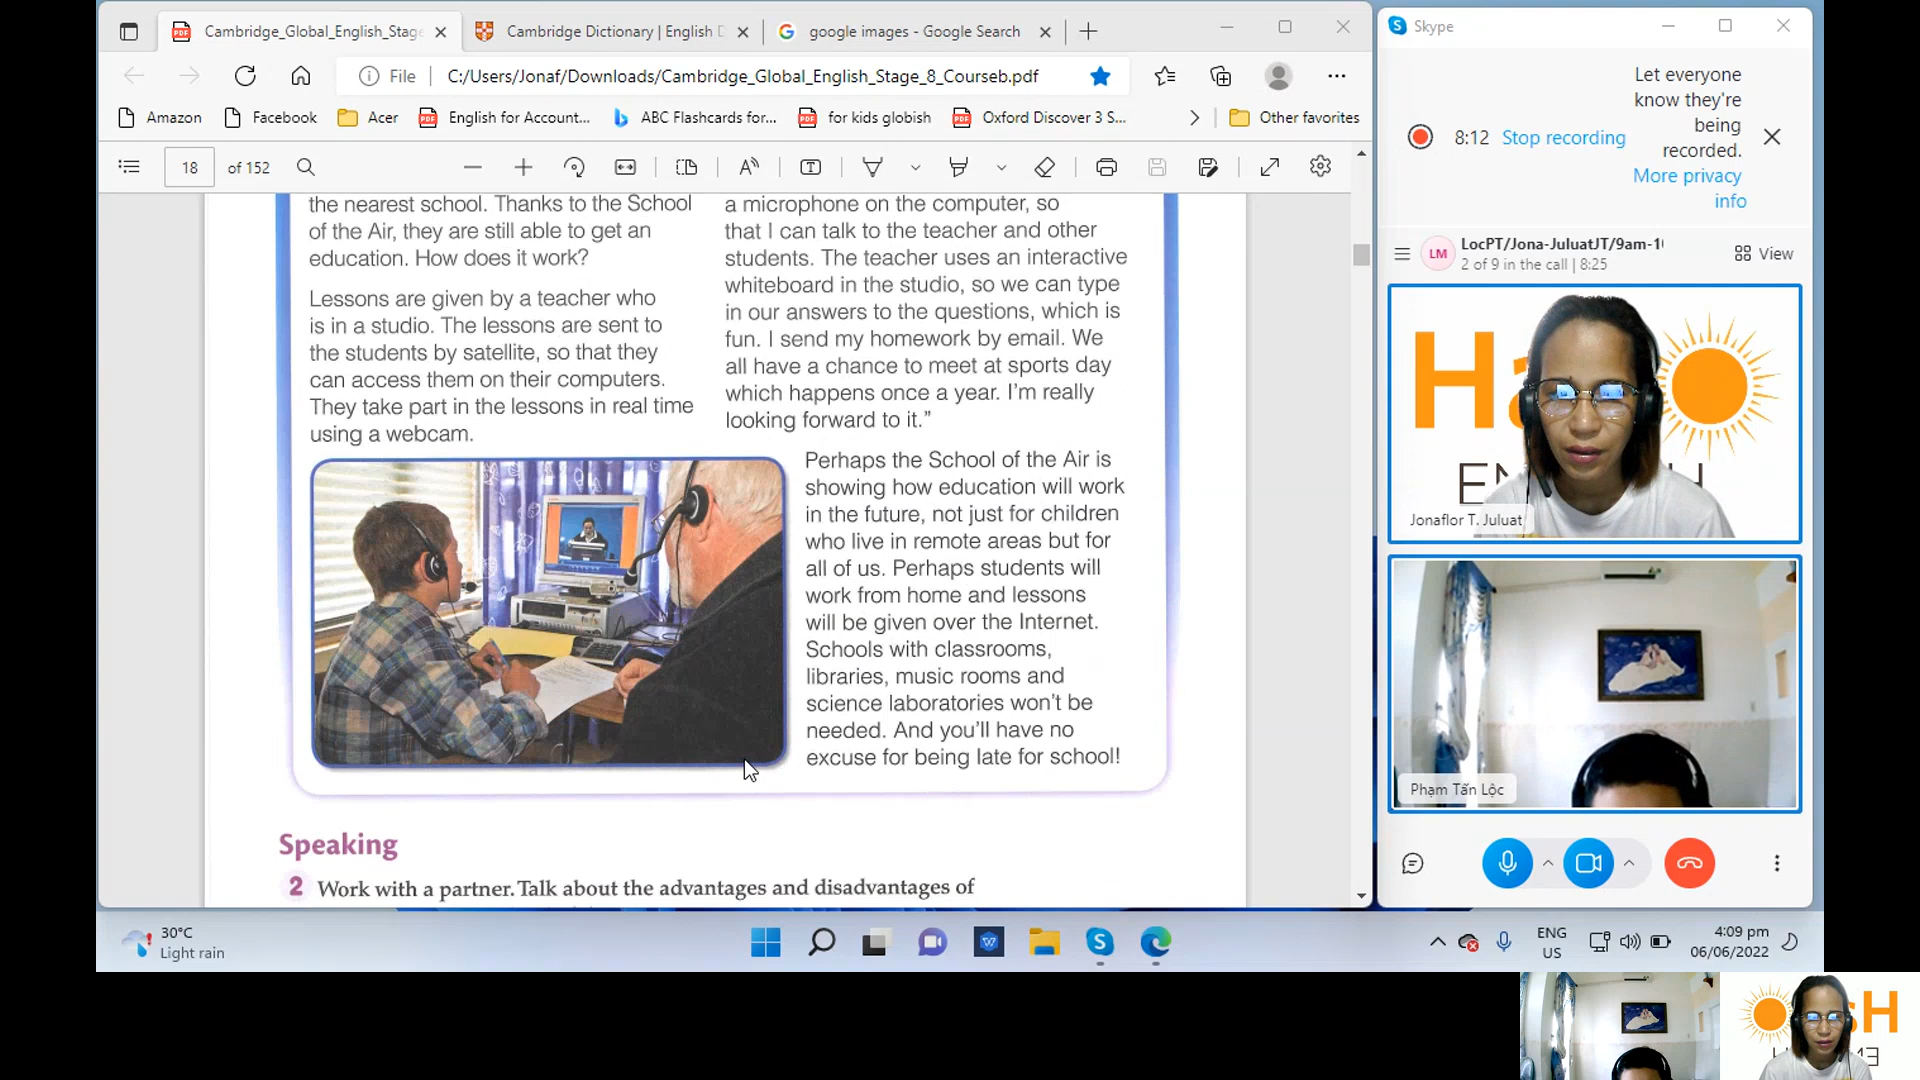 Cambridge_Global_English_Stage
Cambridge Dictionary | English D
google images - Google Search
File
C:/Users/Jonaf/Downloads/Cambridge_Global_English_Stage_8_Courseb.pdf
Amazon
Facebook
Acer
English for Account...
ABC Flashcards for...
for kids globish
Oxford Discover 3 S...
Other favorites
18 of 152
the nearest school. Thanks to the School
of the Air, they are still able to get an
education. How does it work?
Lessons are given by a teacher who
is in a studio. The lessons are sent to
the students by satellite, so that they
can access them on their computers.
They take part in the lessons in real time
using a webcam.
a microphone on the computer, so
that I can talk to the teacher and other
students. The teacher uses an interactive
whiteboard in the studio, so we can type
in our answers to the questions, which is
fun. I send my homework by email. We
all have a chance to meet at sports day
which happens once a year. I'm really
looking forward to it."
Perhaps the School of the Air is
showing how education will work
in the future, not just for children
who live in remote areas but for
all of us. Perhaps students will
work from home and lessons
will be given over the Internet.
Schools with classrooms,
libraries, music rooms and
science laboratories won't be
needed. And you'll have no
excuse for being late for school!
Speaking
2 Work with a partner. Talk about the advantages and disadvantages of
Skype
8:12 Stop recording
Let everyone
know they're
being
recorded.
More privacy
info
LM
LocPT/Jona-JuluatJT/9am-1
2 of 9 in the call | 8:25
View
Jonaflor T. Juluat
Phạm Tấn Lộc
30°C
Light rain
ENG
US
4:09 pm
06/06/2022